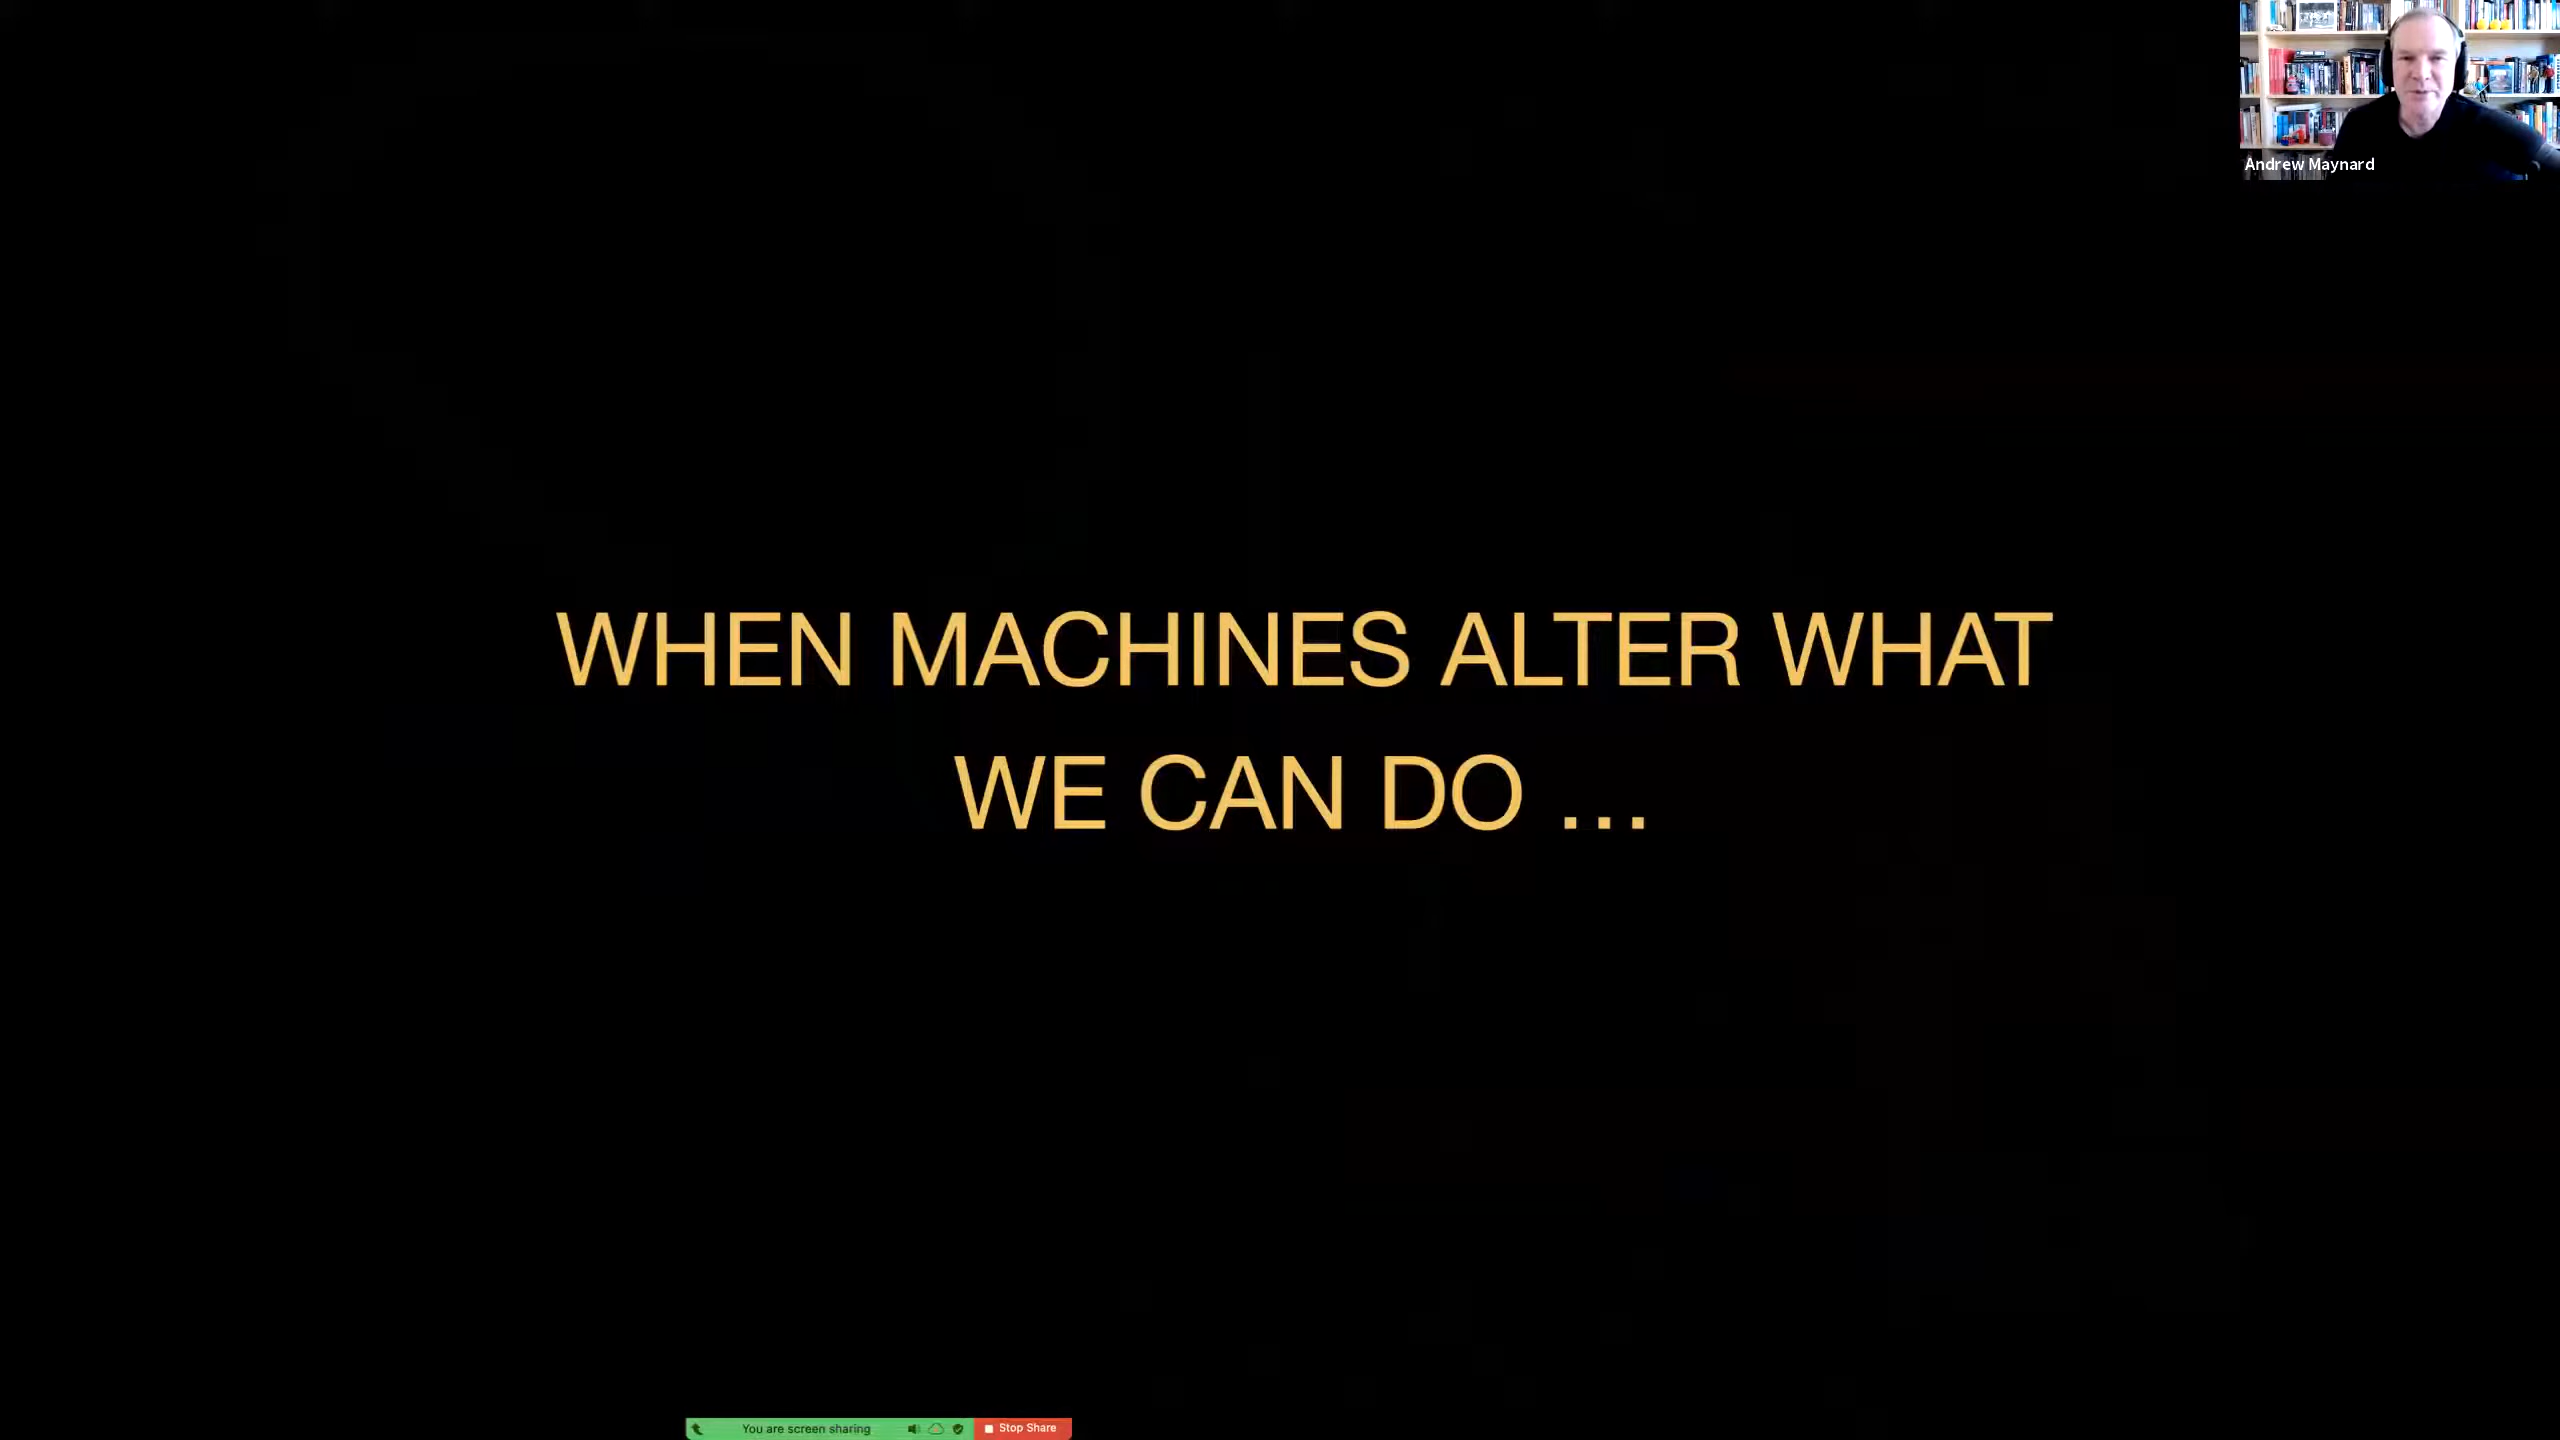 Andrew Maynard
WHEN MACHINES ALTER WHAT
WE CAN DO ...
You are screen sharing
Stop Share